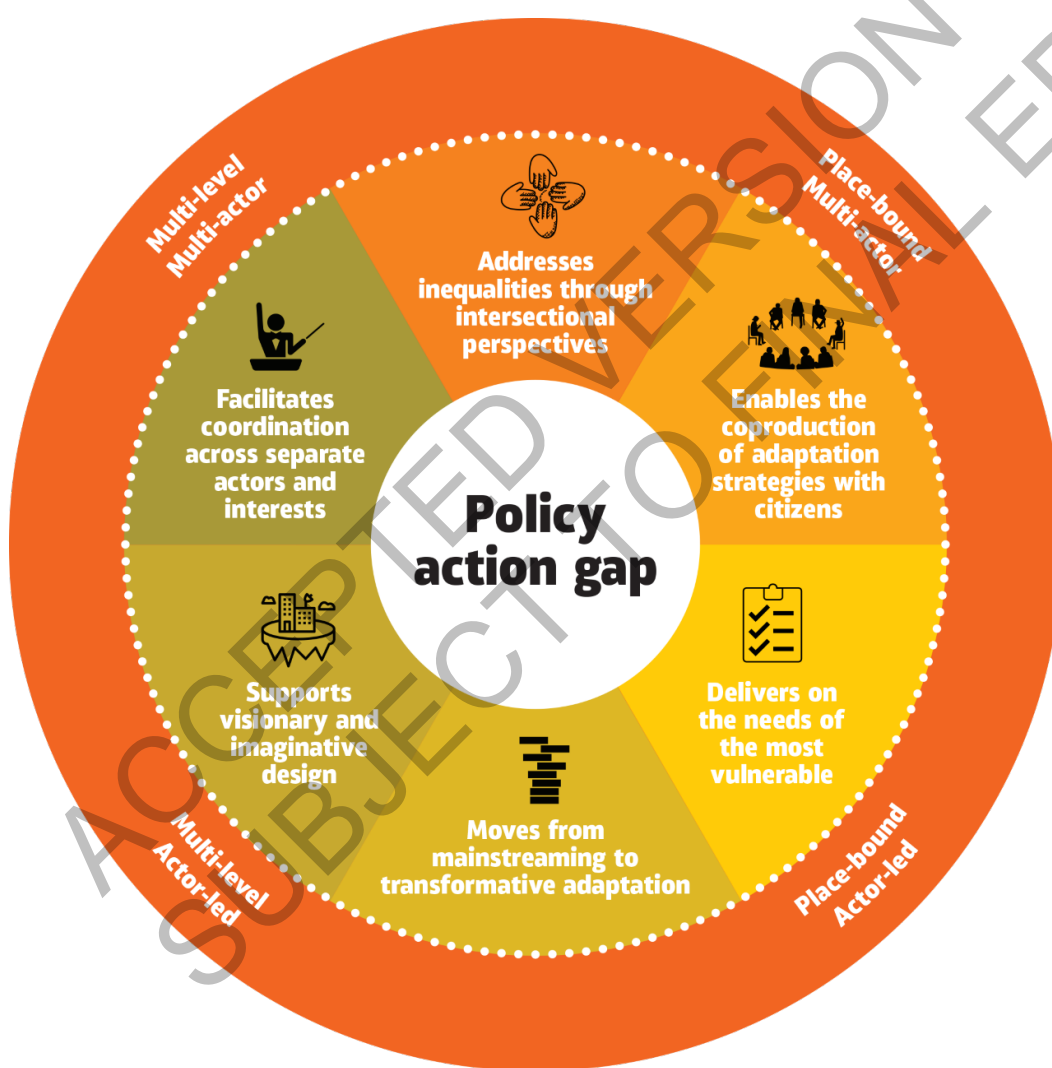 Multi-level
Multi-actor
Place-bound
Multi-actor
Addresses
inequalities through
intersectional
perspectives
Enables the
coproduction
of adaptation
strategies with
citizens
Delivers on
the needs of
the most
vulnerable
Moves from
mainstreaming to
transformative adaptation
Supports
visionary and
imaginative
design
Facilitates
coordination
across separate
actors and
interests
Policy
action gap
Multi-level
Actor-led
Place-bound
Actor-led
ACCEPTED VERSION
SUBJECT TO FINAL